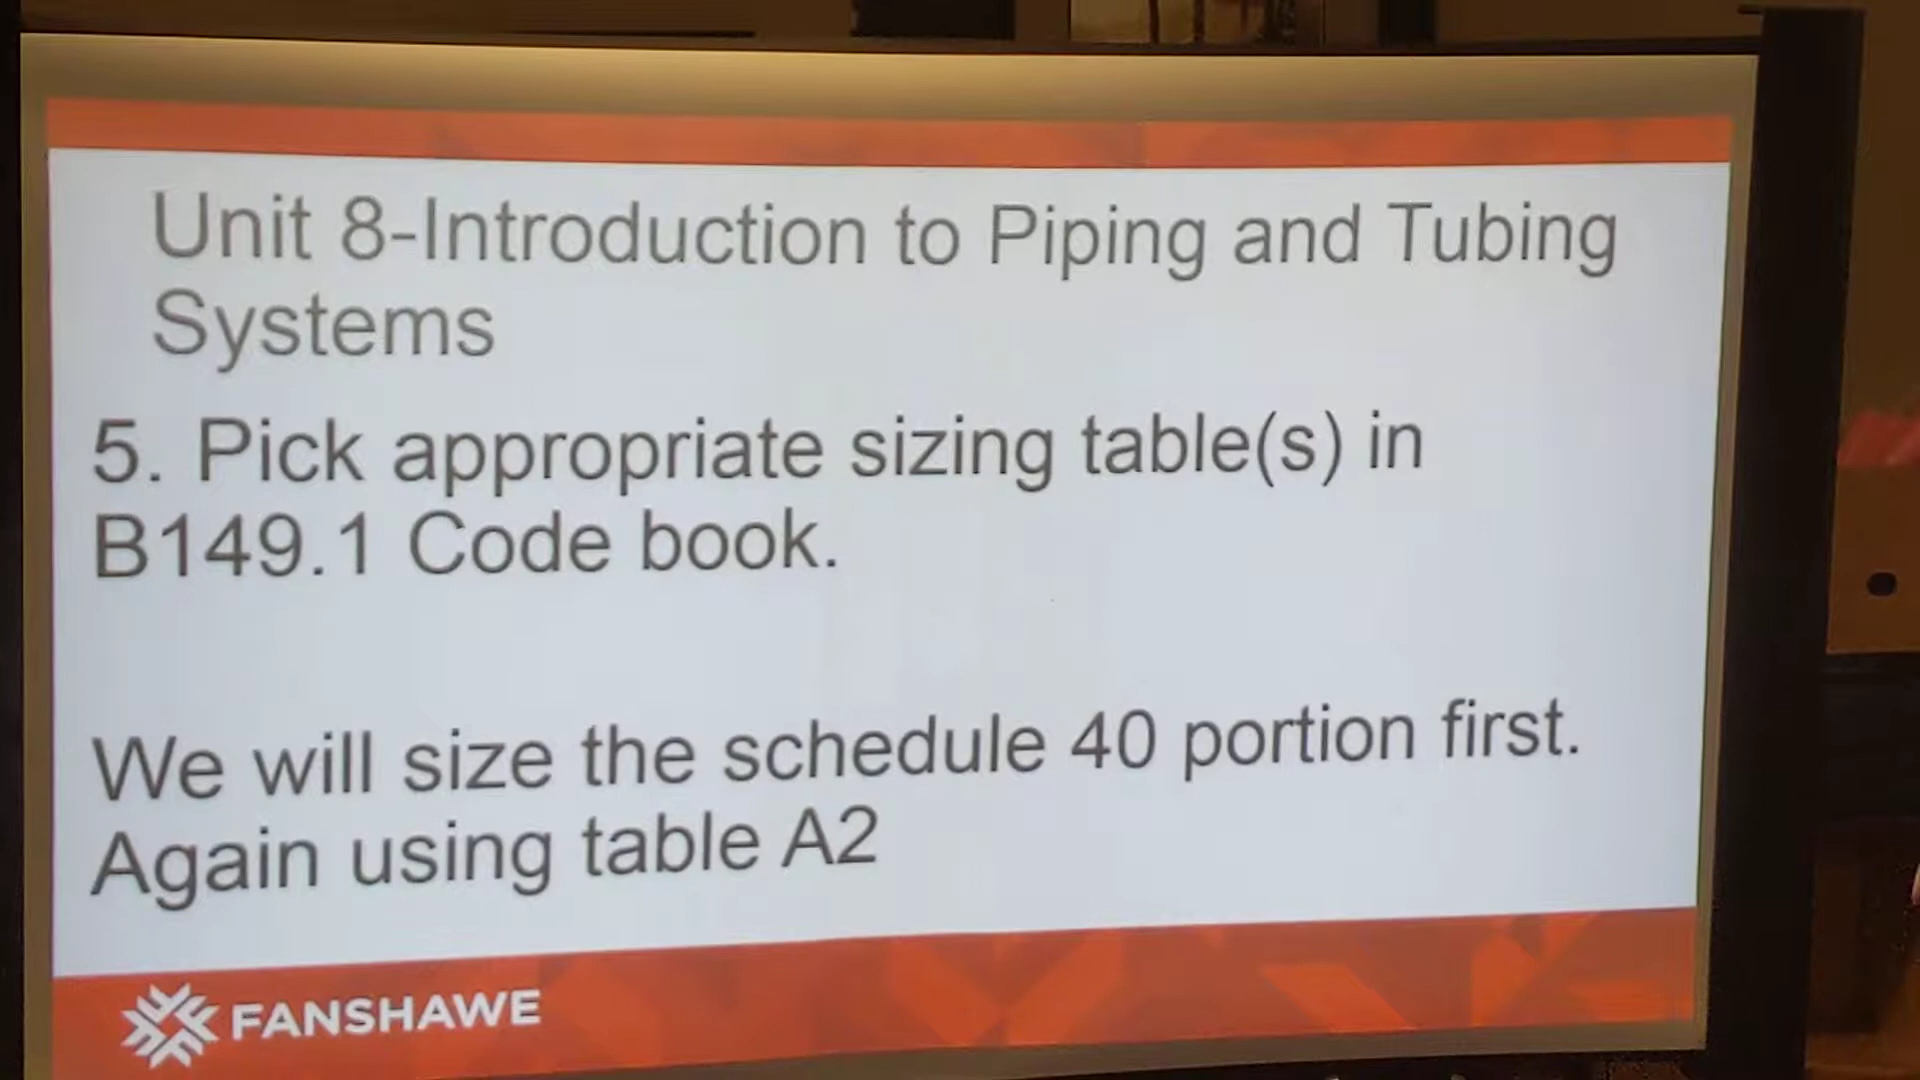 Unit 8-Introduction to Piping and Tubing
Systems
5. Pick appropriate sizing table(s) in
B149.1 Code book.
We will size the schedule 40 portion first.
Again using table A2
FANSHAWE